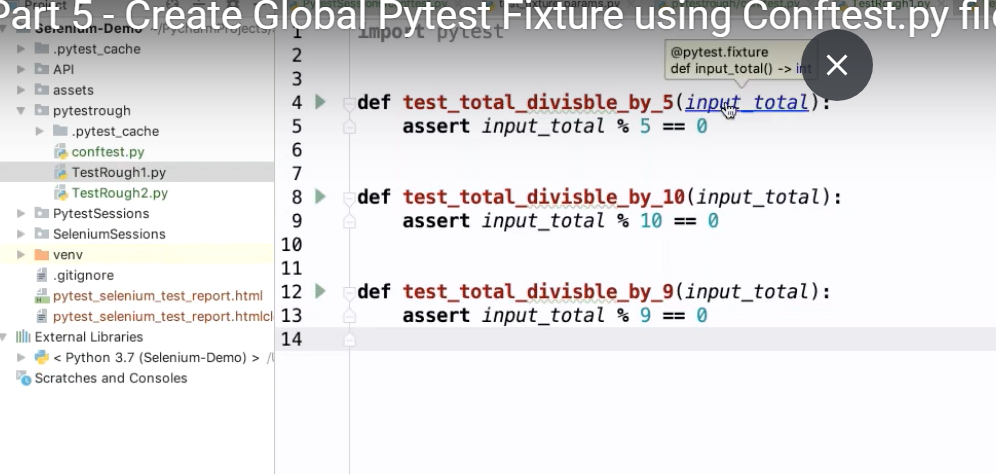 Part 5 - Create Global Pytest Fixture using Conftest.py
Selenium-Demo
.pytest_cache
API
assets
pytestrough
.pytest_cache
conftest.py
TestRough1.py
TestRough2.py
PytestSessions
SeleniumSessions
venv
.gitignore
pytest_selenium_test_report.html
pytest_selenium_test_report.htmlcl
External Libraries
< Python 3.7 (Selenium-Demo) >
Scratches and Consoles
1 import pytest
2
3
@pytest.fixture
def input_total() -> int
4 def test_total_divisble_by_5(input_total):
5 assert input_total % 5 == 0
6
7
8 def test_total_divisble_by_10(input_total):
9 assert input_total % 10 == 0
10
11
12 def test_total_divisble_by_9(input_total):
13 assert input_total % 9 == 0
14